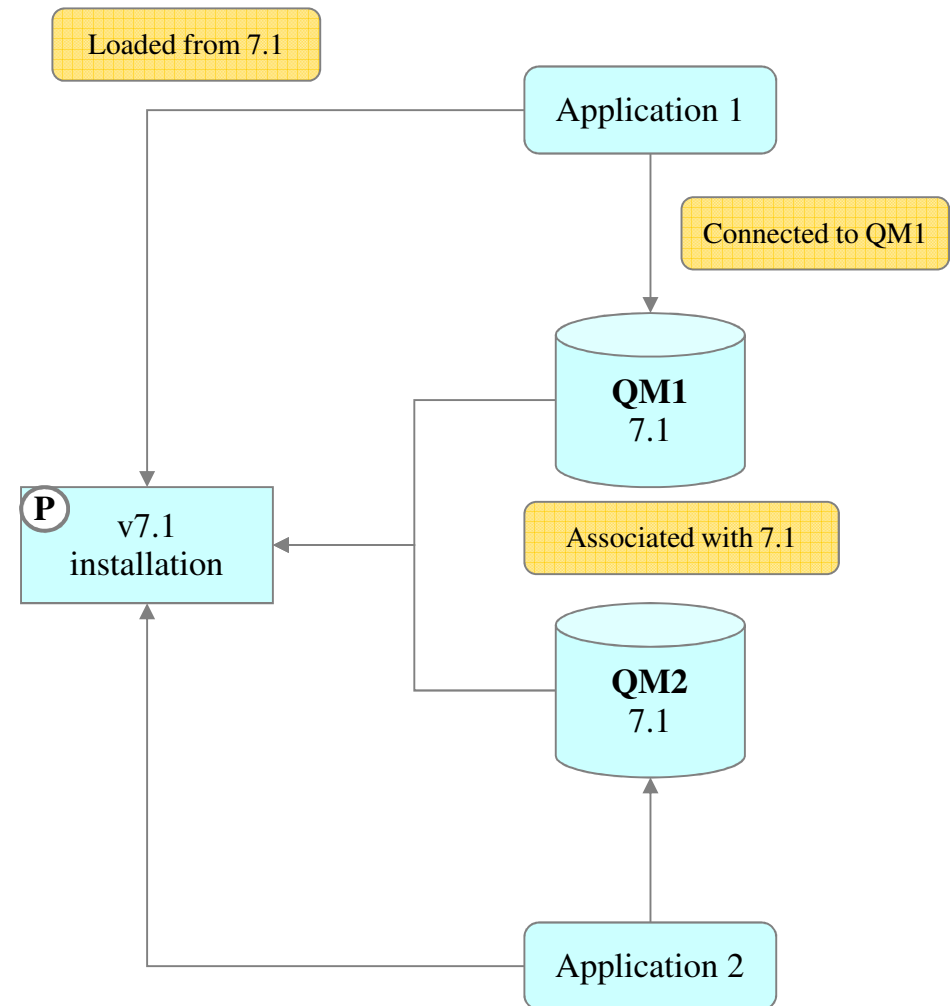 Loaded from 7.1
Application 1
Connected to QM1
QM1
7.1
P
v7.1
installation
Associated with 7.1
QM2
7.1
Application 2